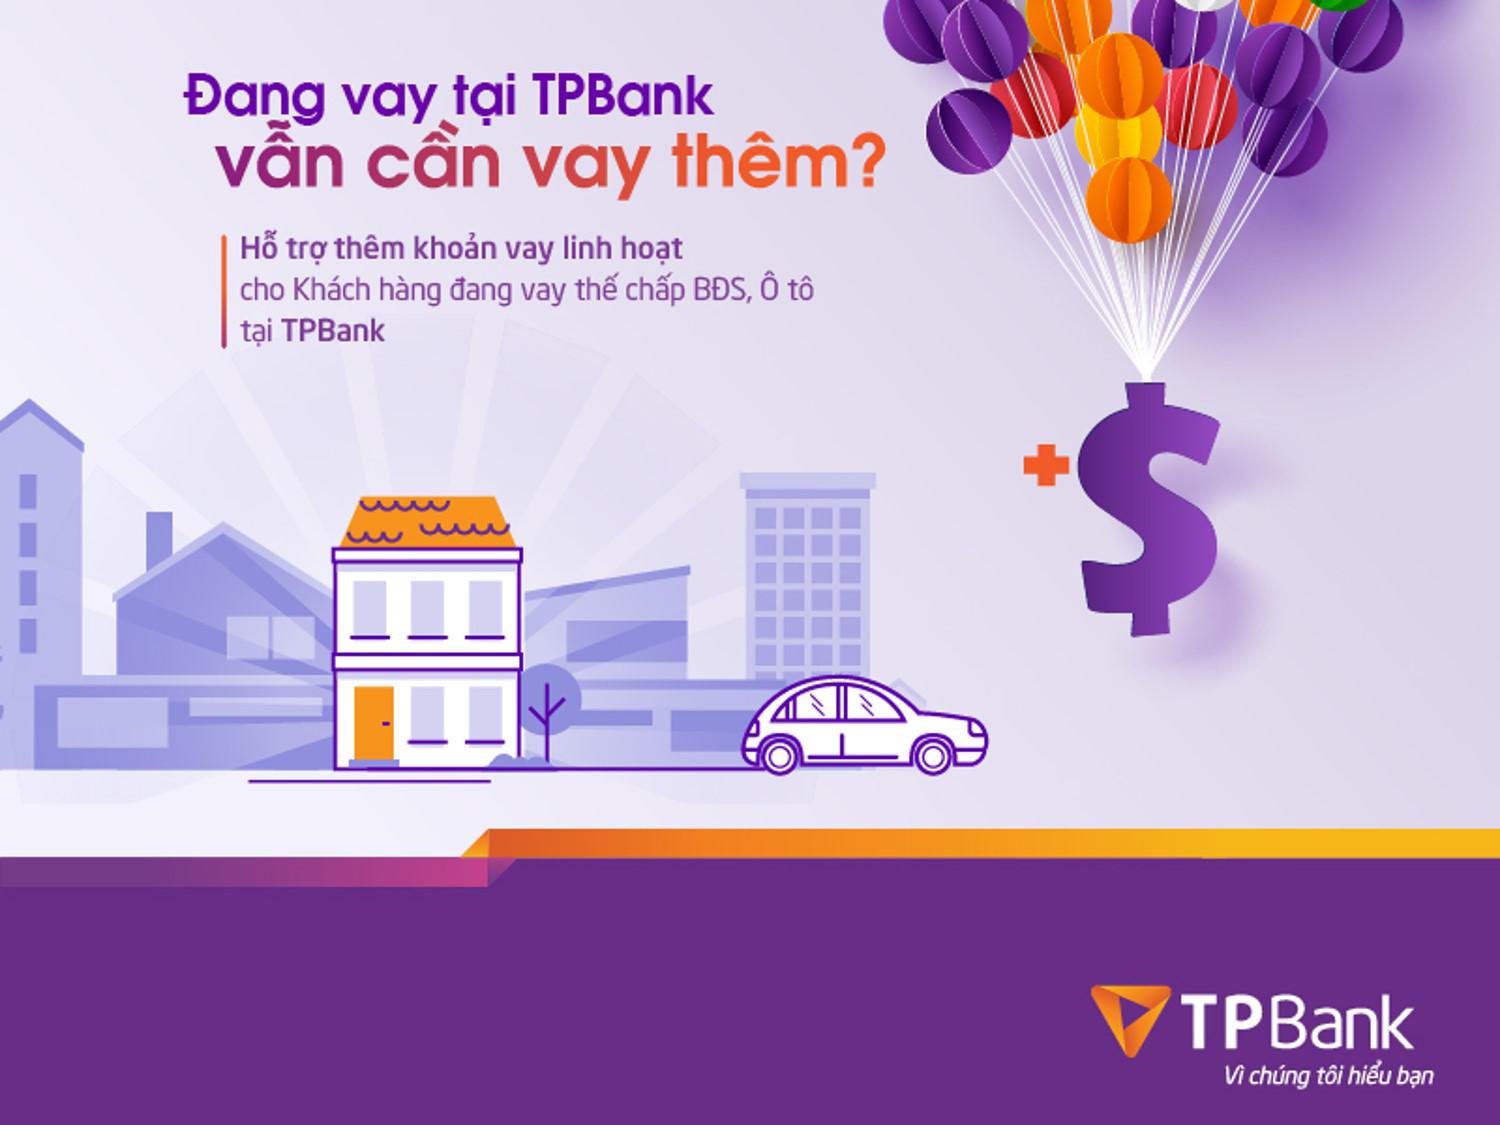 Đang vay tại TPBank
vẫn cần vay thêm?
Hỗ trợ thêm khoản vay linh hoạt
cho Khách hàng đang vay thế chấp BĐS, Ô tô
tại TPBank
+$
TPBank
Vì chúng tôi hiểu bạn